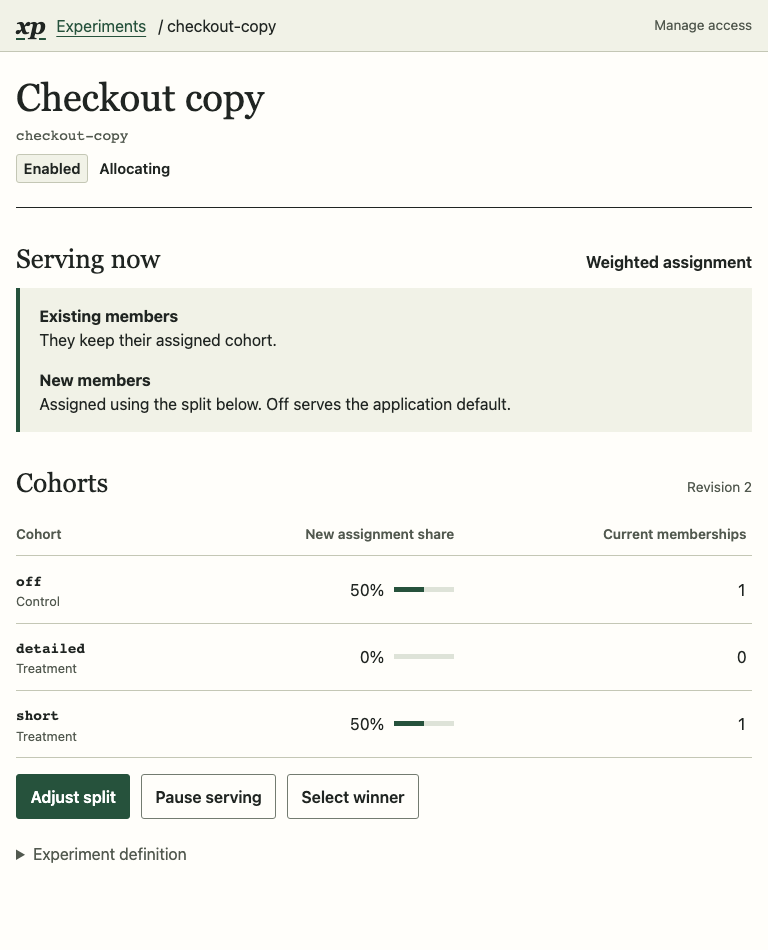 xp Experiments / checkout-copy Manage access
Checkout copy
checkout-copy
Enabled Allocating
Serving now Weighted assignment
Existing members
They keep their assigned cohort.
New members
Assigned using the split below. Off serves the application default.
Cohorts Revision 2
Cohort New assignment share Current memberships
off
Control
50% 1
detailed
Treatment
0% 0
short
Treatment
50% 1
Adjust split Pause serving Select winner
Experiment definition